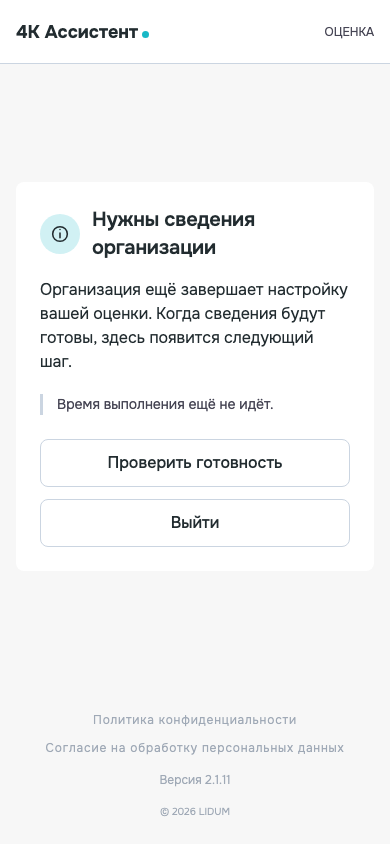 4К Ассистент
ОЦЕНКА
Нужны сведения
организации
Организация ещё завершает настройку
вашей оценки. Когда сведения будут
готовы, здесь появится следующий
шаг.
Время выполнения ещё не идёт.
Проверить готовность
Выйти
Политика конфиденциальности
Согласие на обработку персональных данных
Версия 2.1.11
© 2026 LIDUM